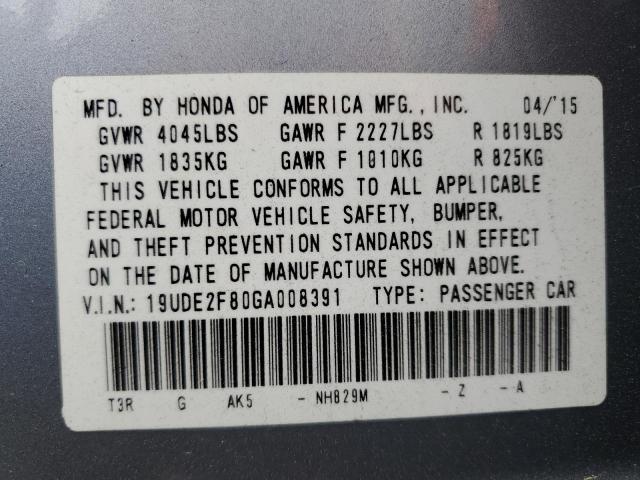 MFD. BY HONDA OF AMERICA MFG., INC. 04/'15
GVWR 4045LBS GAWR F 2227LBS R 1819LBS
GVWR 1835KG GAWR F 1010KG R 825KG
THIS VEHICLE CONFORMS TO ALL APPLICABLE
FEDERAL MOTOR VEHICLE SAFETY, BUMPER,
AND THEFT PREVENTION STANDARDS IN EFFECT
ON THE DATE OF MANUFACTURE SHOWN ABOVE.
V.I.N.: 19UDE2F80GA008391 TYPE: PASSENGER CAR
T3R G AK5 - NH829M - Z - A